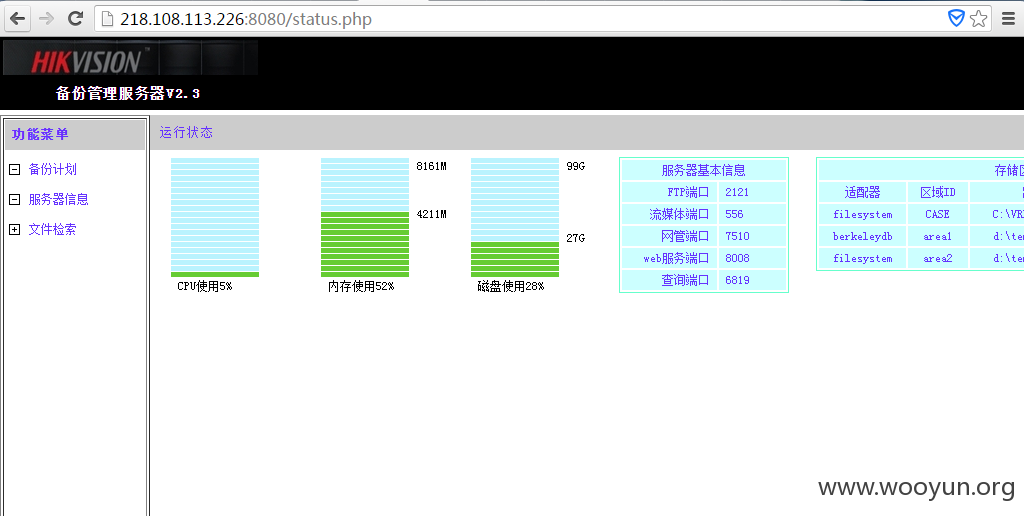 218.108.113.226:8080/status.php
HIKVISION™
备份管理服务器V2.3
功能菜单
备份计划
服务器信息
文件检索
运行状态
8161M
4211M
99G
27G
CPU使用5%
内存使用52%
磁盘使用28%
服务器基本信息
FTP端口 2121
流媒体端口 556
网管端口 7510
web服务端口 8008
查询端口 6819
存储区
适配器 区域ID
filesystem CASE C:\VR
berkeleydb area1 d:\te
filesystem area2 d:\te
www.wooyun.org